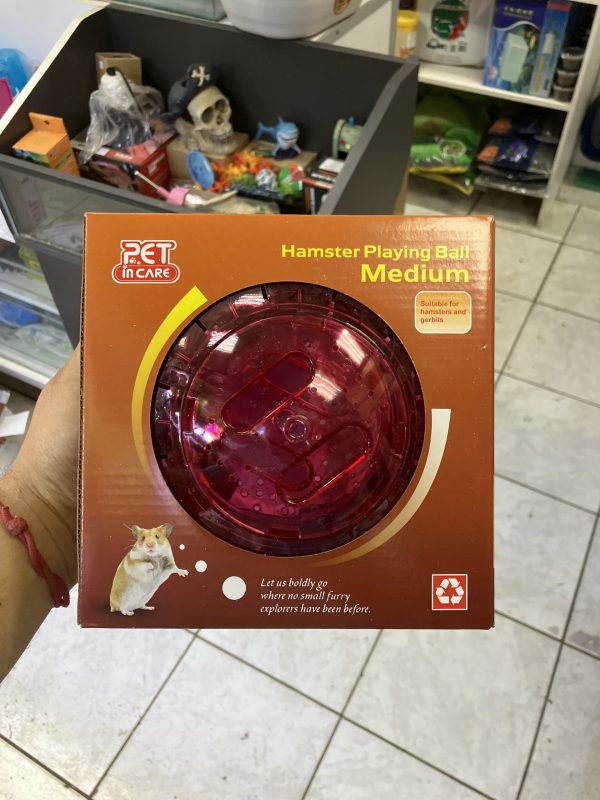 PET
IN CARE
Hamster Playing Ball
Medium
Suitable for
hamsters and
gerbils
Let us boldly go
where no small furry
explorers have been before.